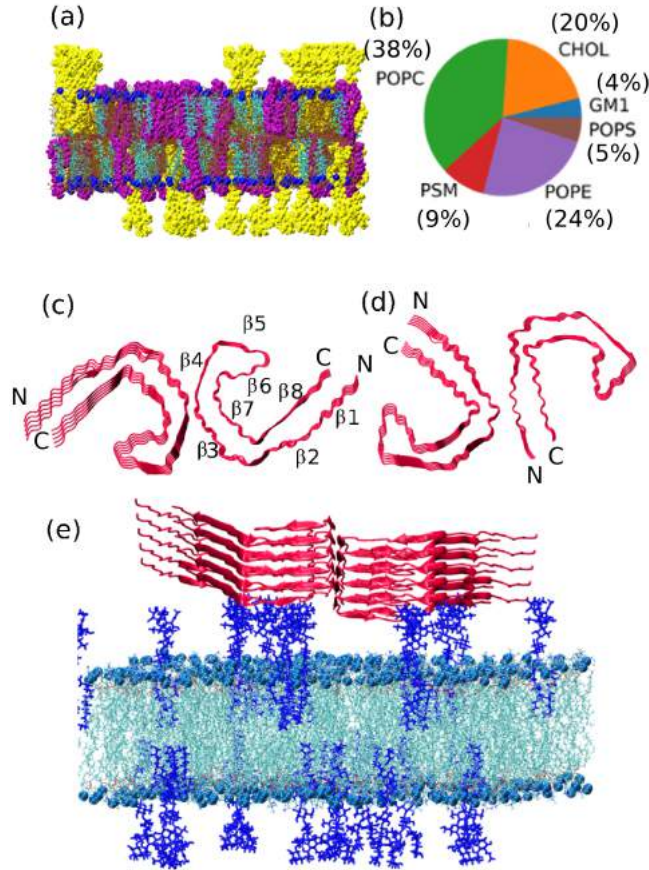 (a)
(b)
(38%)
POPC
(20%)
CHOL
(4%)
GM1
POPS
(5%)
PSM
(9%)
POPE
(24%)
(c)
N
C
β4
β5
β6
β7
β8
C
N
β1
β3
β2
(d)
N
C
N
C
(e)